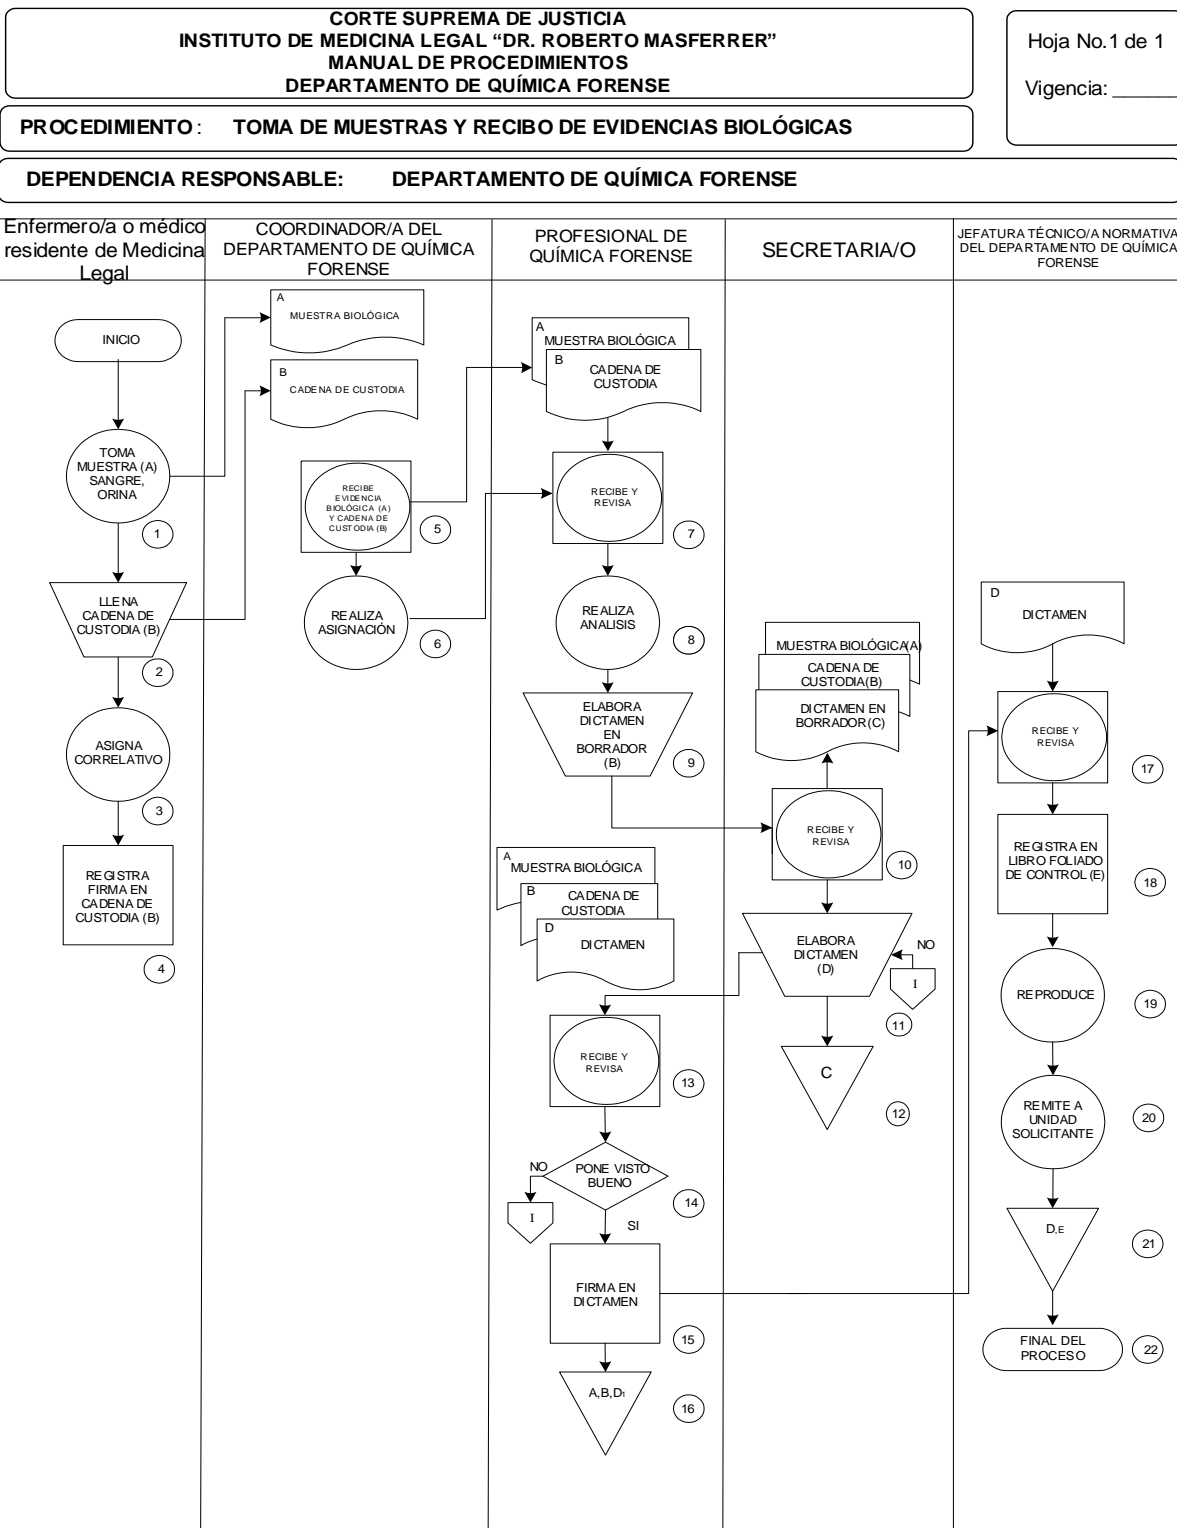 CORTE SUPREMA DE JUSTICIA
INSTITUTO DE MEDICINA LEGAL “DR. ROBERTO MASFERRER”
MANUAL DE PROCEDIMIENTOS
DEPARTAMENTO DE QUÍMICA FORENSE
Hoja No.1 de 1
Vigencia: ______
PROCEDIMIENTO: TOMA DE MUESTRAS Y RECIBO DE EVIDENCIAS BIOLÓGICAS
DEPENDENCIA RESPONSABLE: DEPARTAMENTO DE QUÍMICA FORENSE
Enfermero/a o médico
residente de Medicina
Legal
INICIO
TOMA
MUESTRA (A)
SANGRE,
ORINA
1
LLENA
CADENA DE
CUSTODIA (B)
2
ASIGNA
CORRELATIVO
3
REGISTRA
FIRMA EN
CADENA DE
CUSTODIA (B)
4
COORDINADOR/A DEL
DEPARTAMENTO DE QUÍMICA
FORENSE
A
MUESTRA BIOLÓGICA
B
CADENA DE CUSTODIA
RECIBE
EVIDENCIA
BIOLÓGICA (A)
Y CADENA DE
CUSTODIA (B)
5
REALIZA
ASIGNACIÓN
6
PROFESIONAL DE
QUÍMICA FORENSE
A
MUESTRA BIOLÓGICA
B
CADENA DE
CUSTODIA
RECIBE Y
REVISA
7
REALIZA
ANALISIS
8
ELABORA
DICTAMEN
EN
BORRADOR
(B)
9
A
MUESTRA BIOLÓGICA
B
CADENA DE
CUSTODIA
D
DICTAMEN
RECIBE Y
REVISA
13
NO
PONE VISTO
BUENO
14
I
SI
FIRMA EN
DICTAMEN
15
A,B,D1
16
SECRETARIA/O
MUESTRA BIOLÓGICA(A)
CADENA DE
CUSTODIA(B)
DICTAMEN EN
BORRADOR(C)
RECIBE Y
REVISA
10
ELABORA
DICTAMEN
(D)
NO
I
11
C
12
JEFATURA TÉCNICO/A NORMATIVA
DEL DEPARTAMENTO DE QUÍMICA
FORENSE
D
DICTAMEN
RECIBE Y
REVISA
17
REGISTRA EN
LIBRO FOLIADO
DE CONTROL (E)
18
REPRODUCE
19
REMITE A
UNIDAD
SOLICITANTE
20
D,E
21
FINAL DEL
PROCESO
22